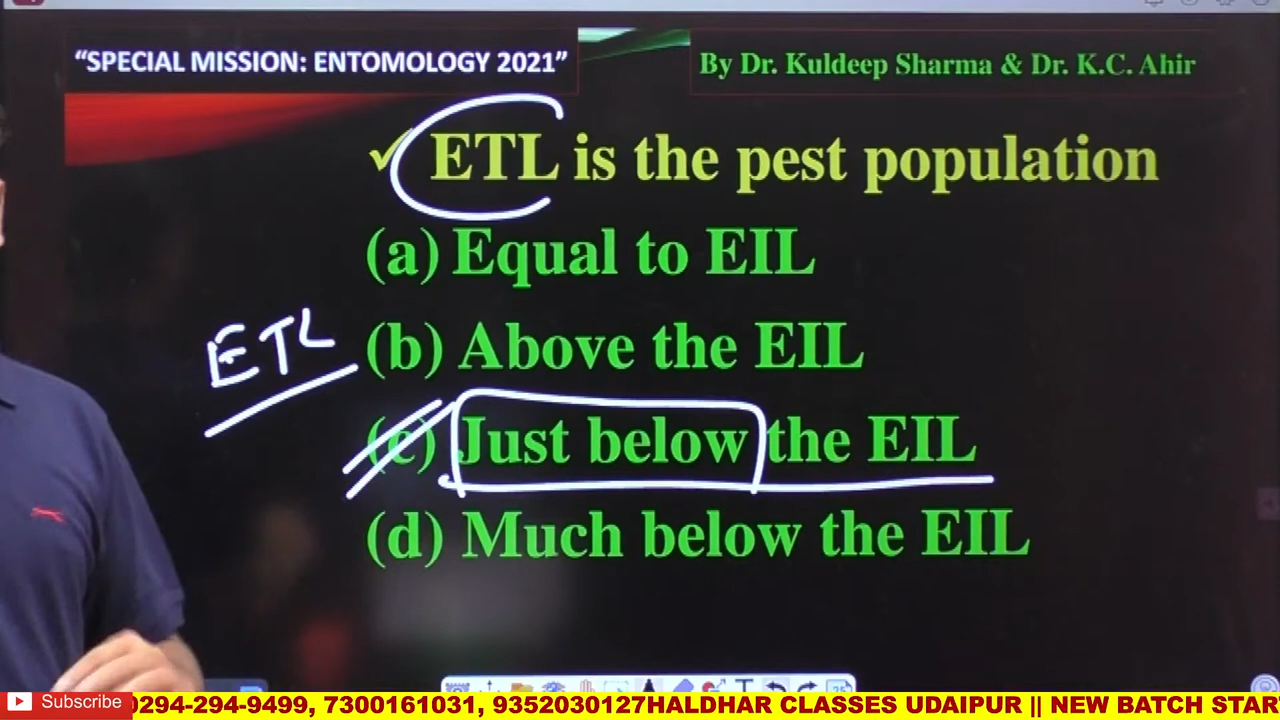 “SPECIAL MISSION: ENTOMOLOGY 2021”
By Dr. Kuldeep Sharma & Dr. K.C. Ahir
✓ ETL is the pest population
(a) Equal to EIL
(b) Above the EIL
ETL
(c) Just below the EIL
(d) Much below the EIL
Subscribe
0294-294-9499, 7300161031, 9352030127HALDHAR CLASSES UDAIPUR || NEW BATCH STAR